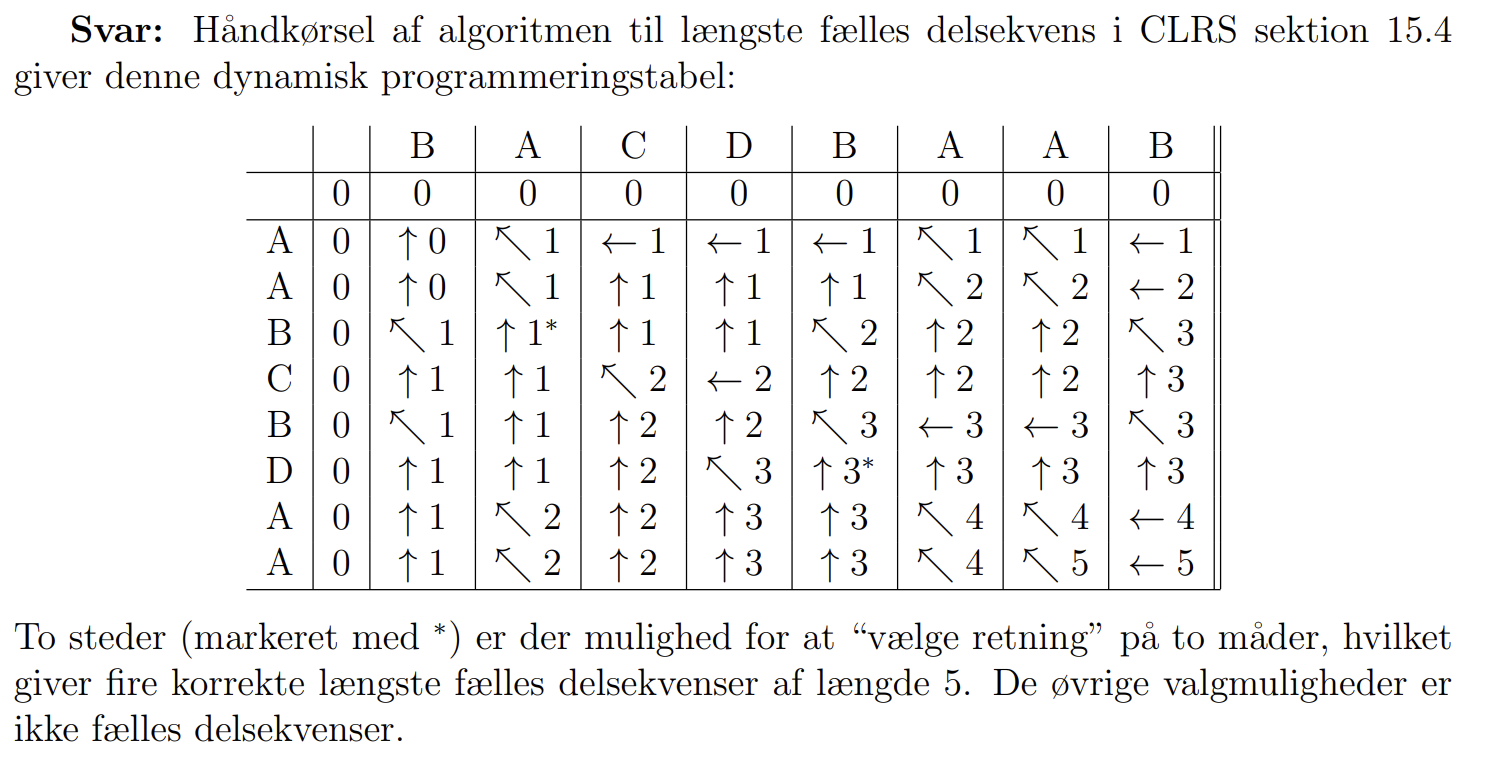 Svar: Håndkørsel af algoritmen til længste fælles delsekvens i CLRS sektion 15.4
giver denne dynamisk programmeringstabel:
B A C D B A A B
0 0 0 0 0 0 0 0 0
A 0 ↑ 0 ↖ 1 ← 1 ← 1 ← 1 ↖ 1 ↖ 1 ← 1
A 0 ↑ 0 ↖ 1 ↑ 1 ↑ 1 ↑ 1 ↖ 2 ↖ 2 ← 2
B 0 ↖ 1 ↑ 1* ↑ 1 ↑ 1 ↖ 2 ↑ 2 ↑ 2 ↖ 3
C 0 ↑ 1 ↑ 1 ↖ 2 ← 2 ↑ 2 ↑ 2 ↑ 2 ↑ 3
B 0 ↖ 1 ↑ 1 ↑ 2 ↑ 2 ↖ 3 ← 3 ← 3 ↖ 3
D 0 ↑ 1 ↑ 1 ↑ 2 ↖ 3 ↑ 3* ↑ 3 ↑ 3 ↑ 3
A 0 ↑ 1 ↖ 2 ↑ 2 ↑ 3 ↑ 3 ↖ 4 ↖ 4 ← 4
A 0 ↑ 1 ↖ 2 ↑ 2 ↑ 3 ↑ 3 ↖ 4 ↖ 5 ← 5
To steder (markeret med *) er der mulighed for at “vælge retning” på to måder, hvilket
giver fire korrekte længste fælles delsekvenser af længde 5. De øvrige valgmuligheder er
ikke fælles delsekvenser.